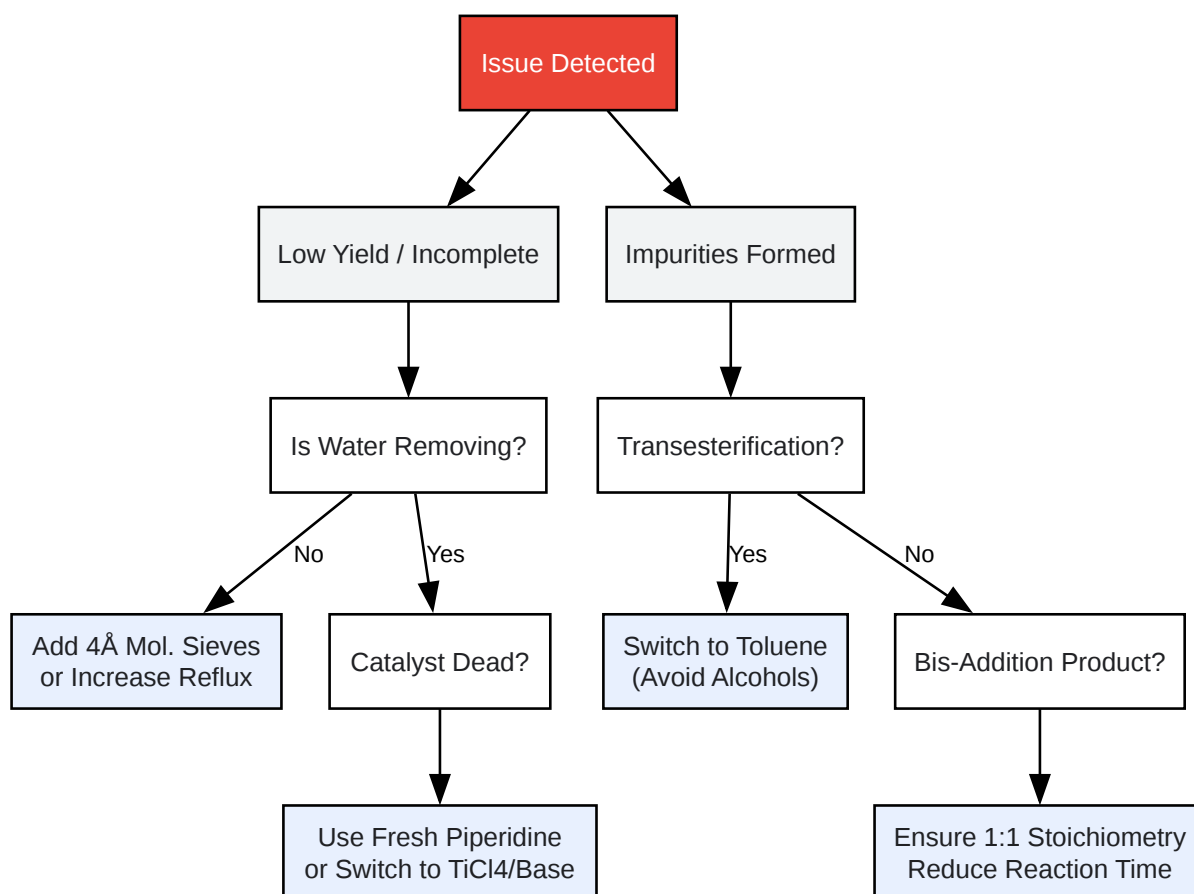 Issue Detected
Low Yield / Incomplete
Impurities Formed
Is Water Removing?
Transesterification?
No
Yes
Yes
No
Add 4Å Mol. Sieves
or Increase Reflux
Catalyst Dead?
Switch to Toluene
(Avoid Alcohols)
Bis-Addition Product?
Use Fresh Piperidine
or Switch to TiCl4/Base
Ensure 1:1 Stoichiometry
Reduce Reaction Time